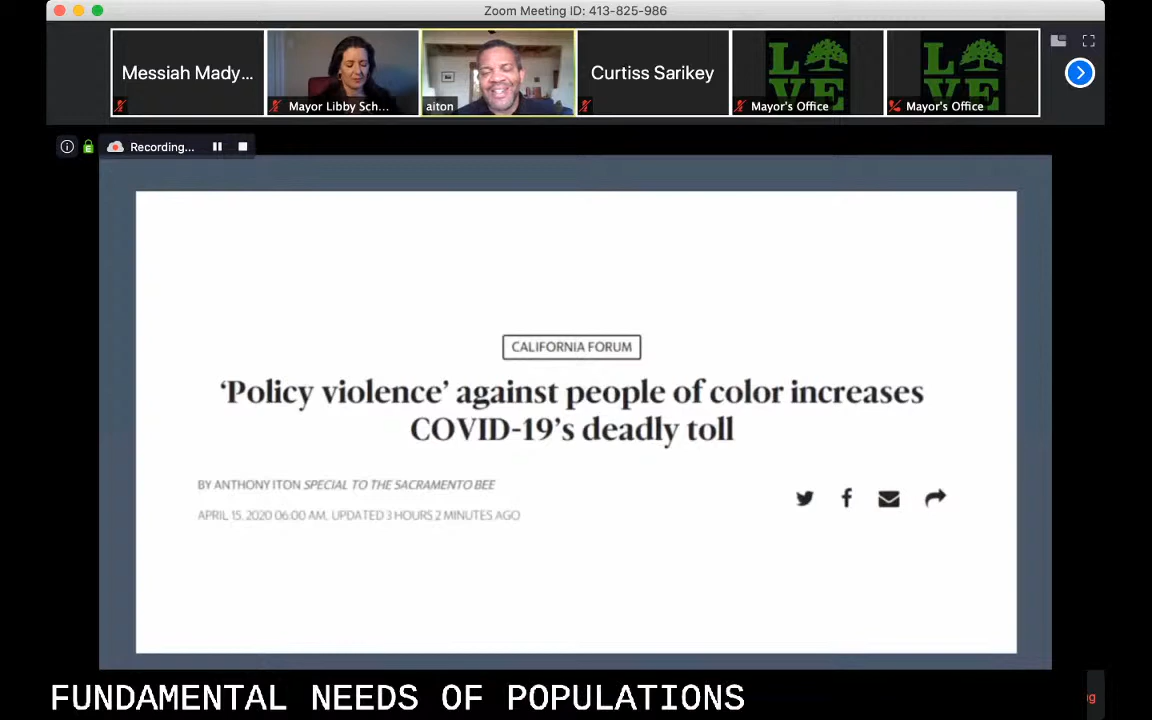 Zoom Meeting ID: 413-825-986
Messiah Mady...
Mayor Libby Sch...
aiton
Curtiss Sarikey
L VE
Mayor's Office
L VE
Mayor's Office
Recording...
CALIFORNIA FORUM
‘Policy violence’ against people of color increases
COVID-19’s deadly toll
BY ANTHONY ITON SPECIAL TO THE SACRAMENTO BEE
APRIL 15, 2020 06:00 AM, UPDATED 3 HOURS 2 MINUTES AGO
FUNDAMENTAL NEEDS OF POPULATIONS